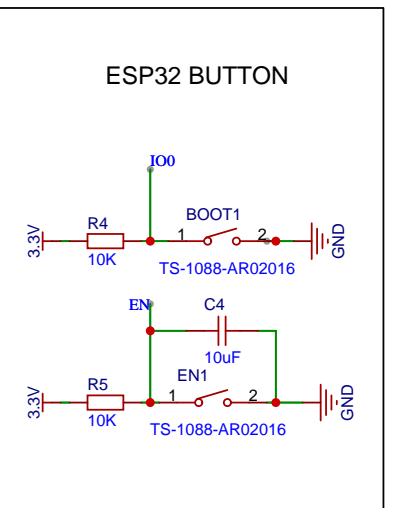 ESP32 BUTTON
IO0
R4
BOOT1
3.3V
1
2
GND
10K
TS-1088-AR02016
EN
C4
10uF
R5
EN1
3.3V
1
2
GND
10K
TS-1088-AR02016